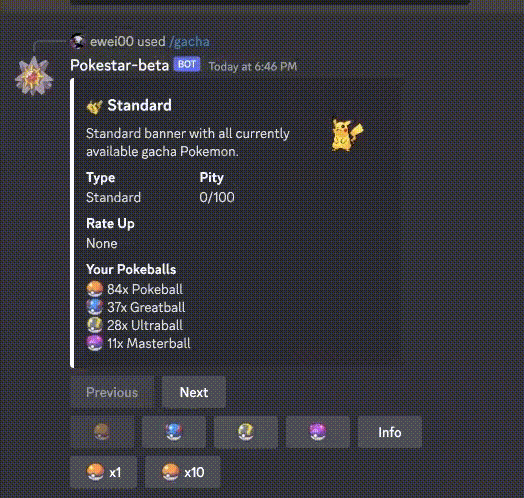 ewei00 used /gacha
Pokestar-beta BOT Today at 6:46 PM
Standard
Standard banner with all currently
available gacha Pokemon.
Type Pity
Standard 0/100
Rate Up
None
Your Pokeballs
84x Pokeball
37x Greatball
28x Ultraball
11x Masterball
Previous Next
Info
x1 x10